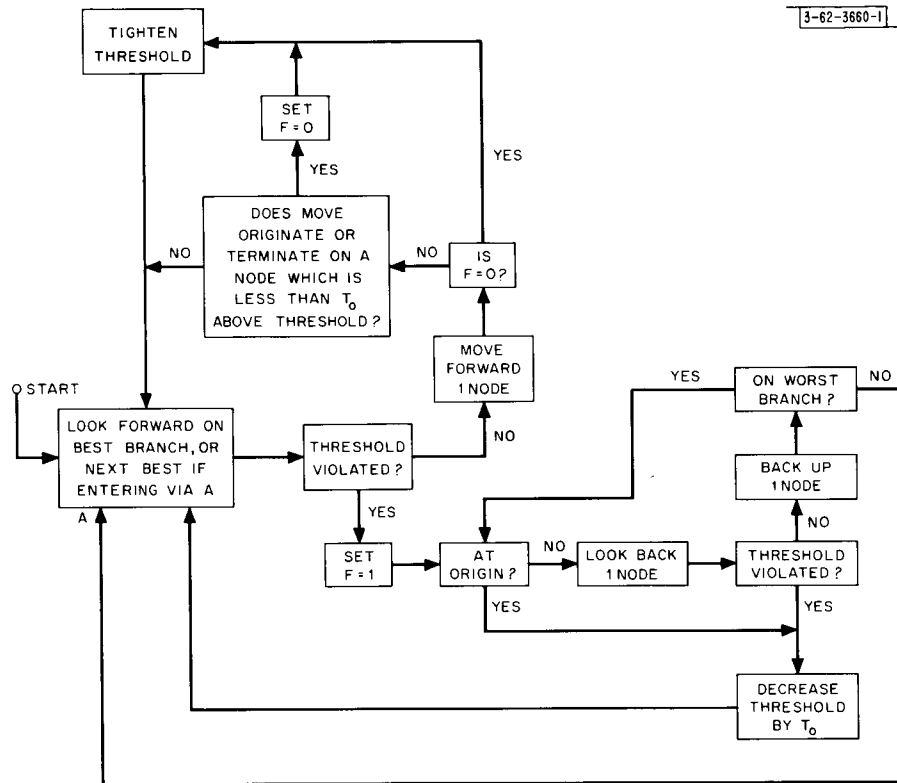 3-62-3660-1
TIGHTEN
THRESHOLD
SET
F = 0
YES
YES
DOES MOVE
ORIGINATE OR
TERMINATE ON A
NODE WHICH IS
LESS THAN T₀
ABOVE THRESHOLD ?
NO
NO
IS
F=0?
MOVE
FORWARD
1 NODE
NO
START
LOOK FORWARD ON
BEST BRANCH, OR
NEXT BEST IF
ENTERING VIA A
A
THRESHOLD
VIOLATED ?
YES
SET
F = 1
YES
ON WORST
BRANCH ?
NO
BACK UP
1 NODE
NO
AT
ORIGIN ?
NO
LOOK BACK
1 NODE
THRESHOLD
VIOLATED ?
YES
YES
DECREASE
THRESHOLD
BY T₀